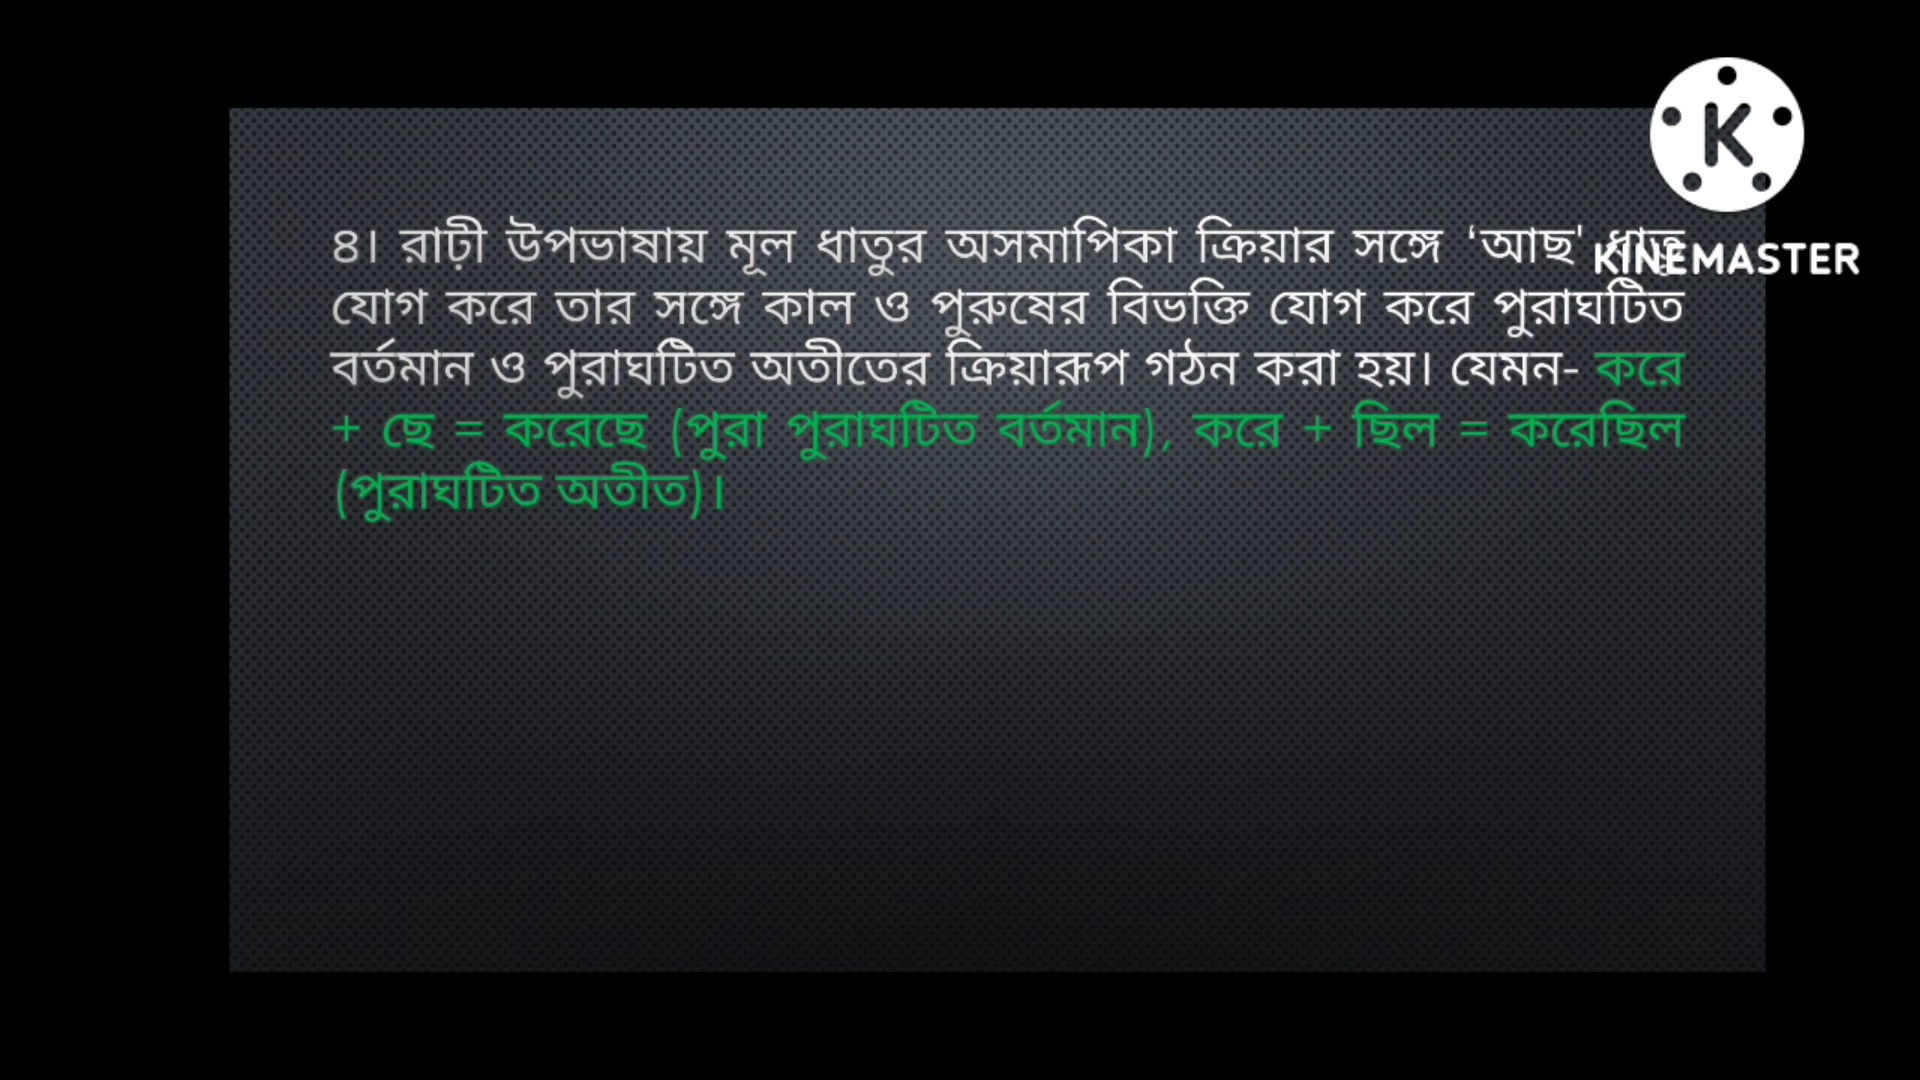 ৪। রাঢ়ী উপভাষায় মূল ধাতুর অসমাপিকা ক্রিয়ার সঙ্গে ‘আছ' ধাতু
যোগ করে তার সঙ্গে কাল ও পুরুষের বিভক্তি যোগ করে পুরাঘটিত
বর্তমান ও পুরাঘটিত অতীতের ক্রিয়ারূপ গঠন করা হয়। যেমন- করে
+ ছে = করেছে (পুরা পুরাঘটিত বর্তমান), করে + ছিল = করেছিল
(পুরাঘটিত অতীত)।
K
KINEMASTER